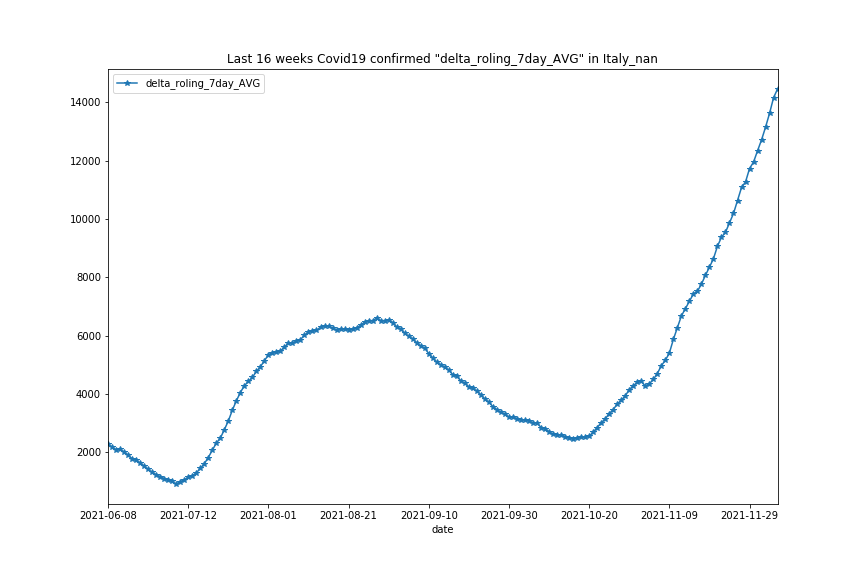 Last 16 weeks Covid19 confirmed "delta_roling_7day_AVG" in Italy_nan
delta_roling_7day_AVG
14000
12000
10000
8000
6000
4000
2000
2021-06-08 2021-07-12 2021-08-01 2021-08-21 2021-09-10 2021-09-30 2021-10-20 2021-11-09 2021-11-29
date